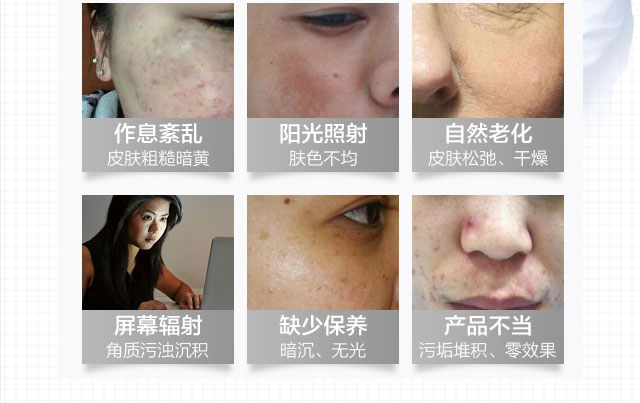 作息紊乱
皮肤粗糙暗黄
阳光照射
肤色不均
自然老化
皮肤松弛、干燥
屏幕辐射
角质污浊沉积
缺少保养
暗沉、无光
产品不当
污垢堆积、零效果